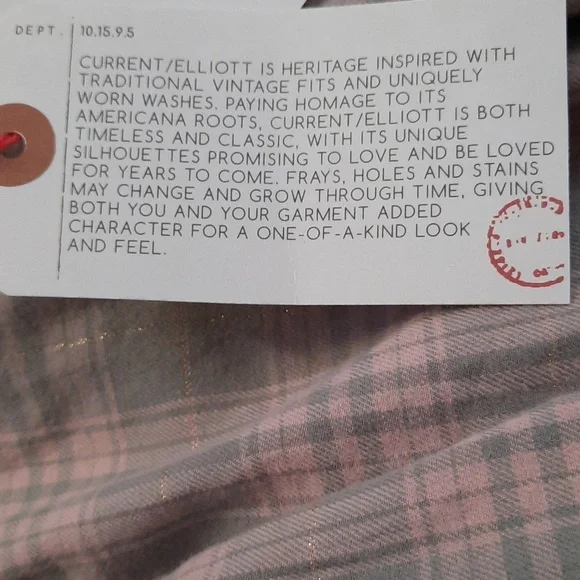 DEPT. 10.15.9.5
CURRENT/ELLIOTT IS HERITAGE INSPIRED WITH
TRADITIONAL VINTAGE FITS AND UNIQUELY
WORN WASHES. PAYING HOMAGE TO ITS
AMERICANA ROOTS, CURRENT/ELLIOTT IS BOTH
TIMELESS AND CLASSIC, WITH ITS UNIQUE
SILHOUETTES PROMISING TO LOVE AND BE LOVED
FOR YEARS TO COME. FRAYS, HOLES AND STAINS
MAY CHANGE AND GROW THROUGH TIME, GIVING
BOTH YOU AND YOUR GARMENT ADDED
CHARACTER FOR A ONE-OF-A-KIND LOOK
AND FEEL.